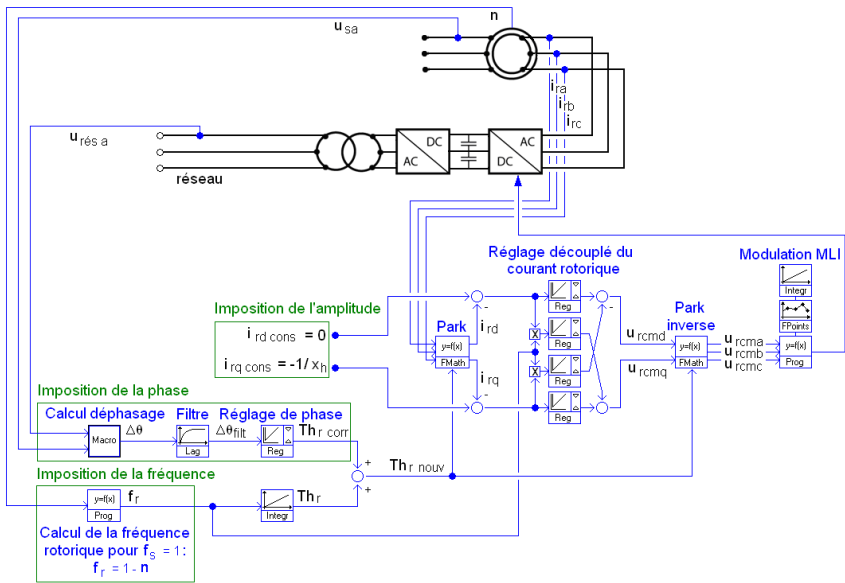 n
u sa
i ra
i rb
i rc
u rés a
DC
AC
AC
DC
réseau
Réglage découplé du
courant rotorique
Modulation MLI
Integr
FPoints
y=f(x)
Prog
Imposition de l'amplitude
i rd cons = 0
i rq cons = -1/ x h
Park
y=f(x)
FMath
i rd
i rq
-
-
X
X
Reg
Reg
Reg
Reg
-
-
u rcmd
u rcmq
Park
inverse
y=f(x)
FMath
u rcma
u rcmb
u rcmc
Imposition de la phase
Calcul déphasage
Filtre
Réglage de phase
Macro
Δθ
Lag
Δθ filt
Reg
Th r corr
+
+
Th r nouv
Imposition de la fréquence
y=f(x)
Prog
f r
Integr
Th r
Calcul de la fréquence
rotorique pour f s = 1:
f r = 1 - n